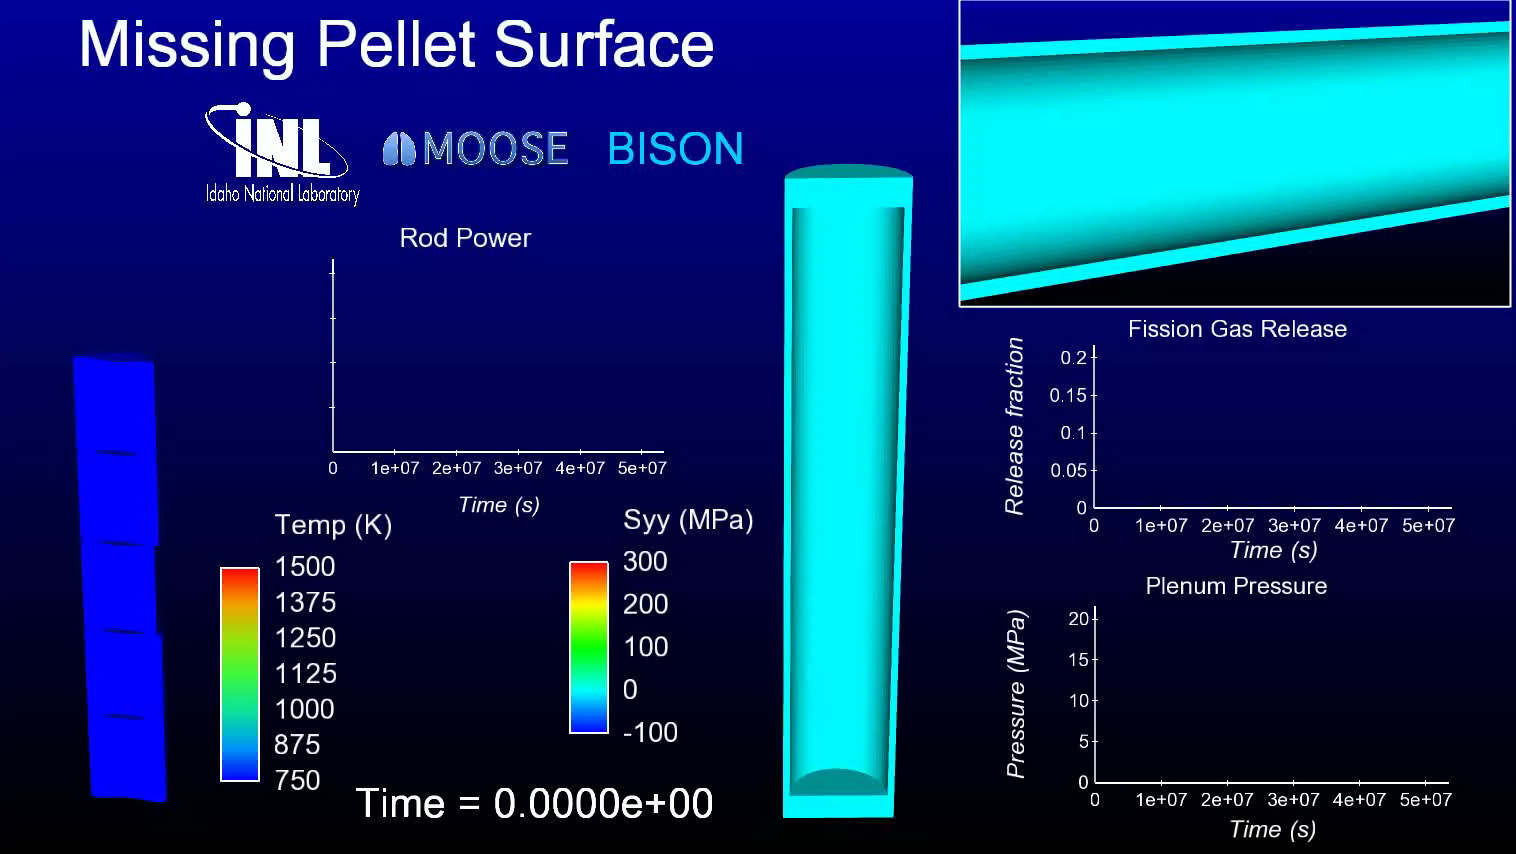 Missing Pellet Surface
INL
Idaho National Laboratory
MOOSE
BISON
Rod Power
0 1e+07 2e+07 3e+07 4e+07 5e+07
Time (s)
Temp (K)
1500
1375
1250
1125
1000
875
750
Syy (MPa)
300
200
100
0
-100
Time = 0.0000e+00
Fission Gas Release
Release fraction
0.2
0.15
0.1
0.05
0
0 1e+07 2e+07 3e+07 4e+07 5e+07
Time (s)
Plenum Pressure
Pressure (MPa)
20
15
10
5
0
0 1e+07 2e+07 3e+07 4e+07 5e+07
Time (s)